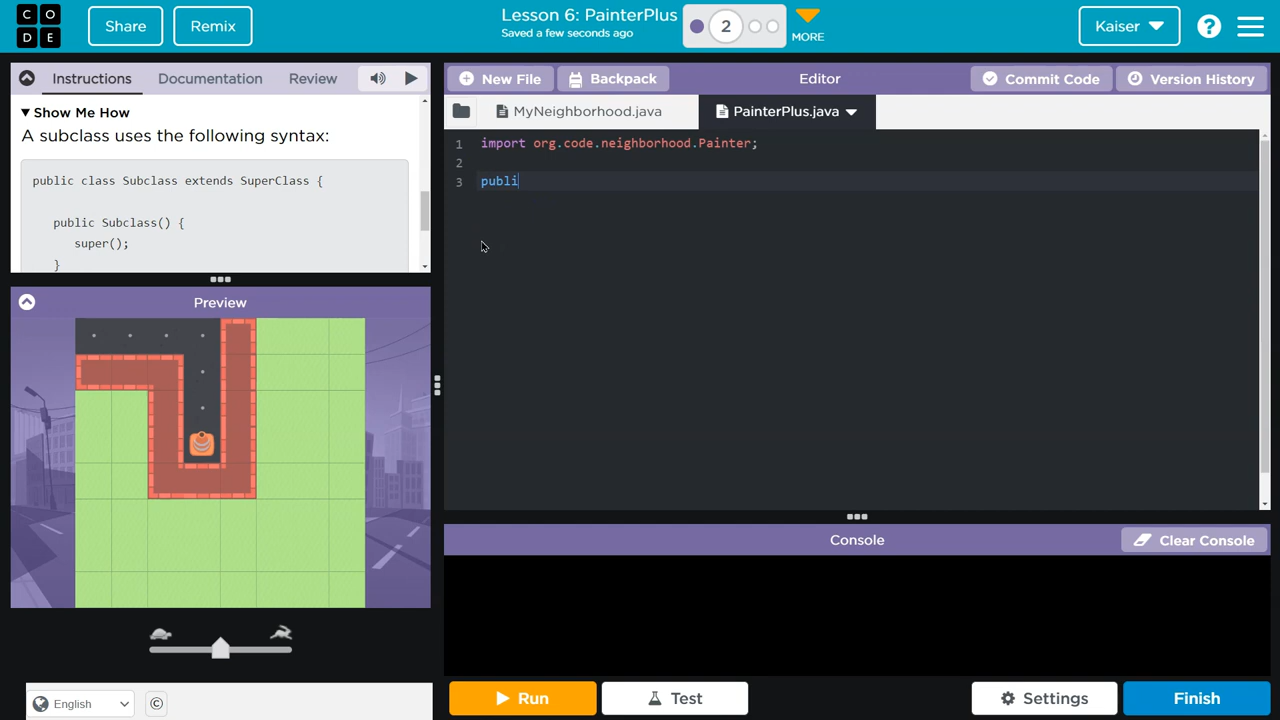 CODE
Share
Remix
Lesson 6: PainterPlus
Saved a few seconds ago
2
MORE
Kaiser
?
Instructions
Documentation
Review
New File
Backpack
Editor
Commit Code
Version History
Show Me How
A subclass uses the following syntax:
public class Subclass extends SuperClass {
public Subclass() {
super();
}
MyNeighborhood.java
PainterPlus.java
1 import org.code.neighborhood.Painter;
2
3 publi
Preview
Console
Clear Console
English
©
Run
Test
Settings
Finish